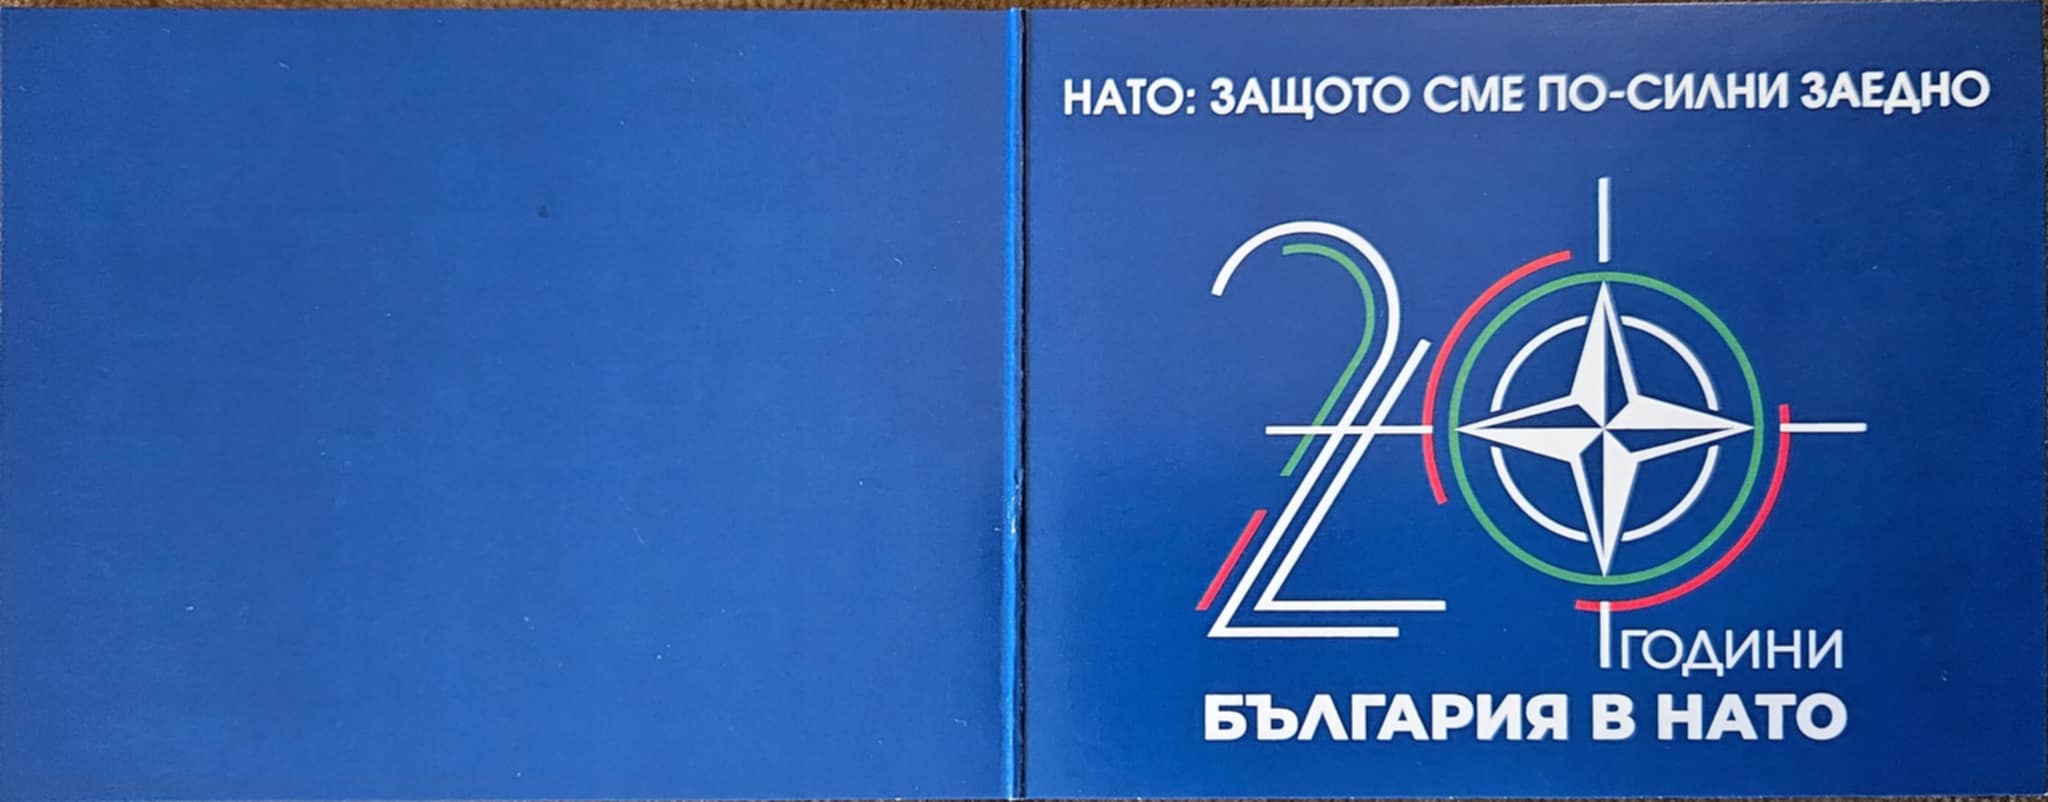 НАТО: ЗАЩОТО СМЕ ПО-СИЛНИ ЗАЕДНО
20
ГОДИНИ
БЪЛГАРИЯ В НАТО